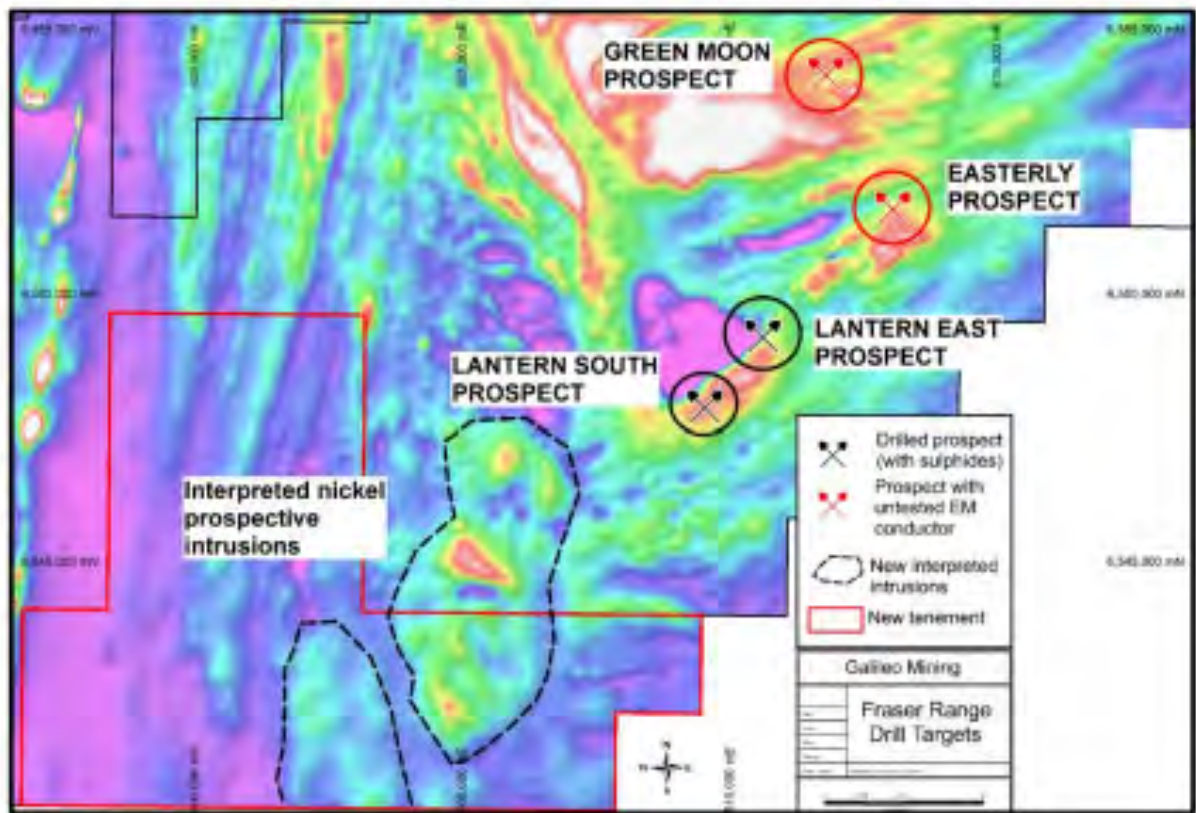 GREEN MOON
PROSPECT
EASTERLY
PROSPECT
LANTERN EAST
PROSPECT
LANTERN SOUTH
PROSPECT
Interpreted nickel
prospective
intrusions
Drilled prospect
(with sulphides)
Prospect with
untested EM
conductor
New interpreted
intrusions
New tenement
Galileo Mining
Fraser Range
Drill Targets